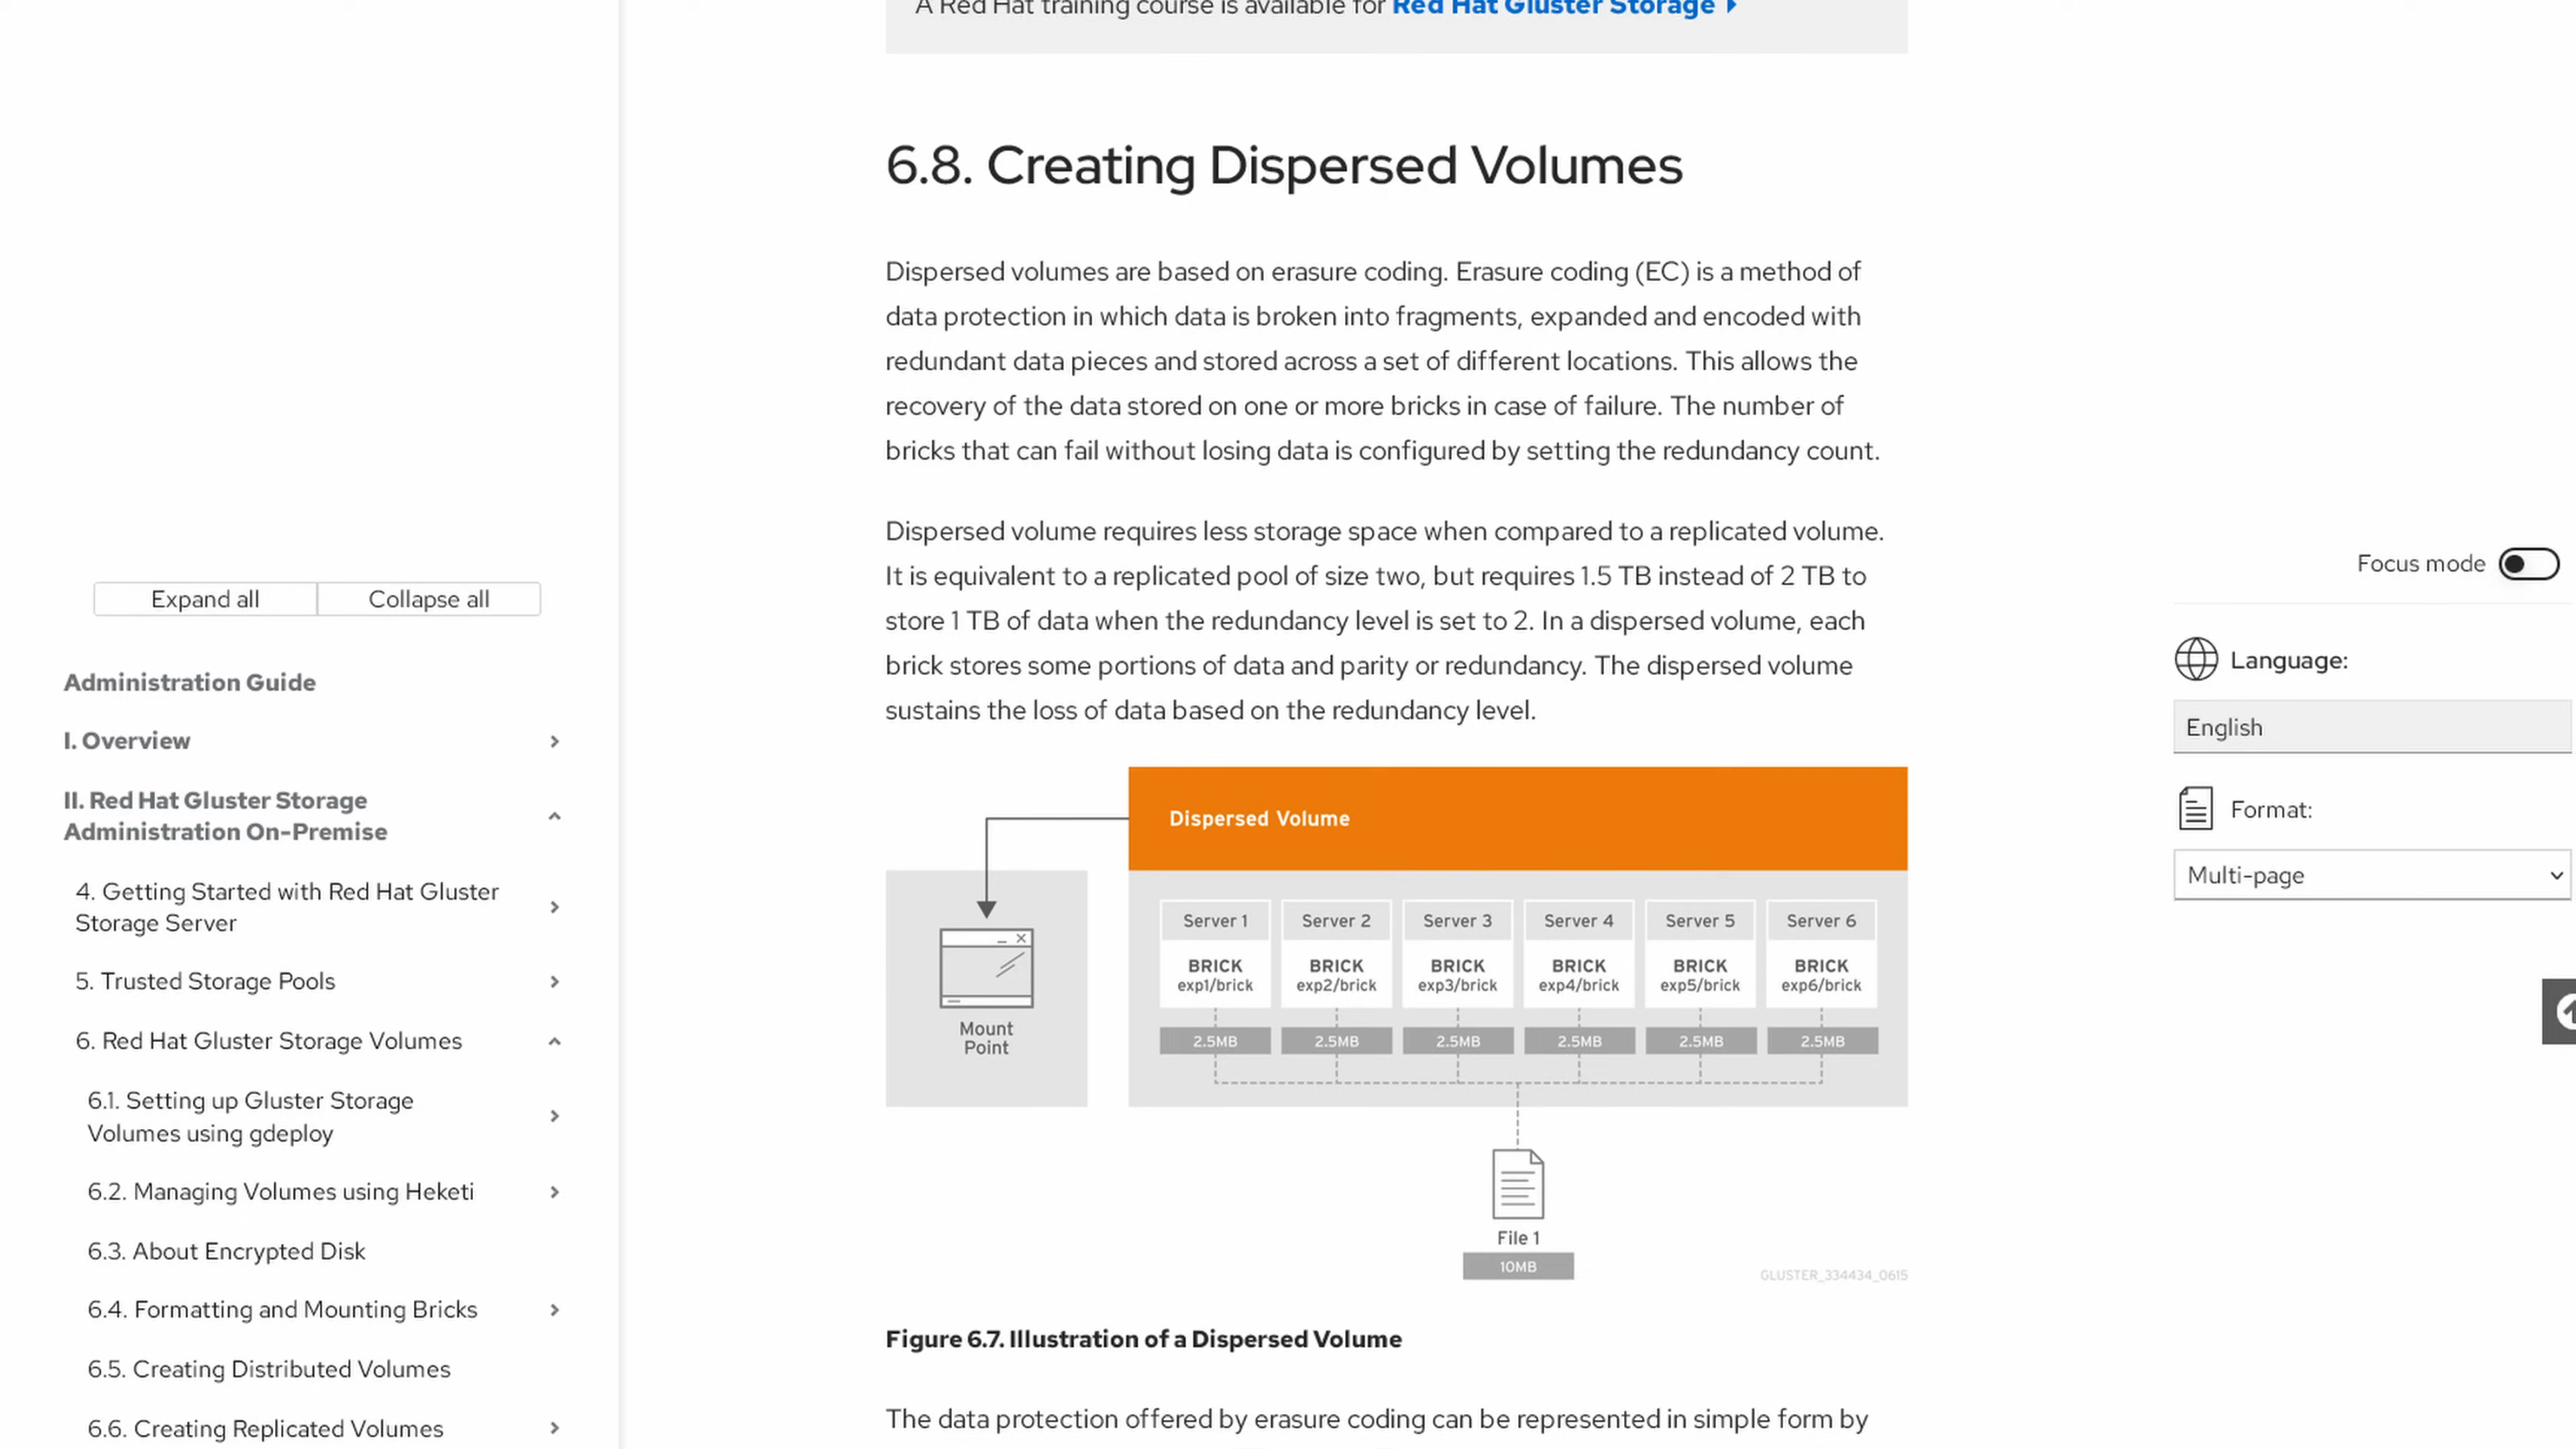 A Red Hat training course is available for Red Hat Gluster Storage
6.8. Creating Dispersed Volumes
Dispersed volumes are based on erasure coding. Erasure coding (EC) is a method of
data protection in which data is broken into fragments, expanded and encoded with
redundant data pieces and stored across a set of different locations. This allows the
recovery of the data stored on one or more bricks in case of failure. The number of
bricks that can fail without losing data is configured by setting the redundancy count.
Dispersed volume requires less storage space when compared to a replicated volume.
It is equivalent to a replicated pool of size two, but requires 1.5 TB instead of 2 TB to
store 1 TB of data when the redundancy level is set to 2. In a dispersed volume, each
brick stores some portions of data and parity or redundancy. The dispersed volume
sustains the loss of data based on the redundancy level.
Dispersed Volume
Server 1 Server 2 Server 3 Server 4 Server 5 Server 6
BRICK BRICK BRICK BRICK BRICK BRICK
exp1/brick exp2/brick exp3/brick exp4/brick exp5/brick exp6/brick
2.5MB 2.5MB 2.5MB 2.5MB 2.5MB 2.5MB
Mount
Point
File 1
10MB
GLUSTER_334434_0615
Figure 6.7. Illustration of a Dispersed Volume
The data protection offered by erasure coding can be represented in simple form by
Expand all Collapse all
Administration Guide
I. Overview
II. Red Hat Gluster Storage
Administration On-Premise
4. Getting Started with Red Hat Gluster
Storage Server
5. Trusted Storage Pools
6. Red Hat Gluster Storage Volumes
6.1. Setting up Gluster Storage
Volumes using gdeploy
6.2. Managing Volumes using Heketi
6.3. About Encrypted Disk
6.4. Formatting and Mounting Bricks
6.5. Creating Distributed Volumes
6.6. Creating Replicated Volumes
Focus mode
Language:
English
Format:
Multi-page